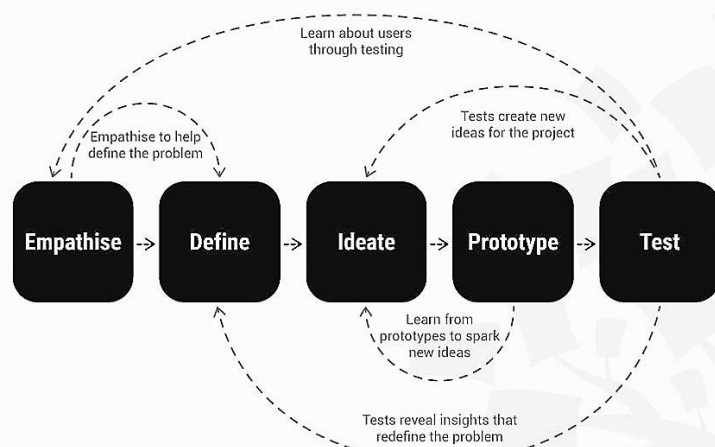 Learn about users
through testing
Empathise to help
define the problem
Tests create new
ideas for the project
Empathise
Define
Ideate
Prototype
Test
Learn from
prototypes to spark
new ideas
Tests reveal insights that
redefine the problem